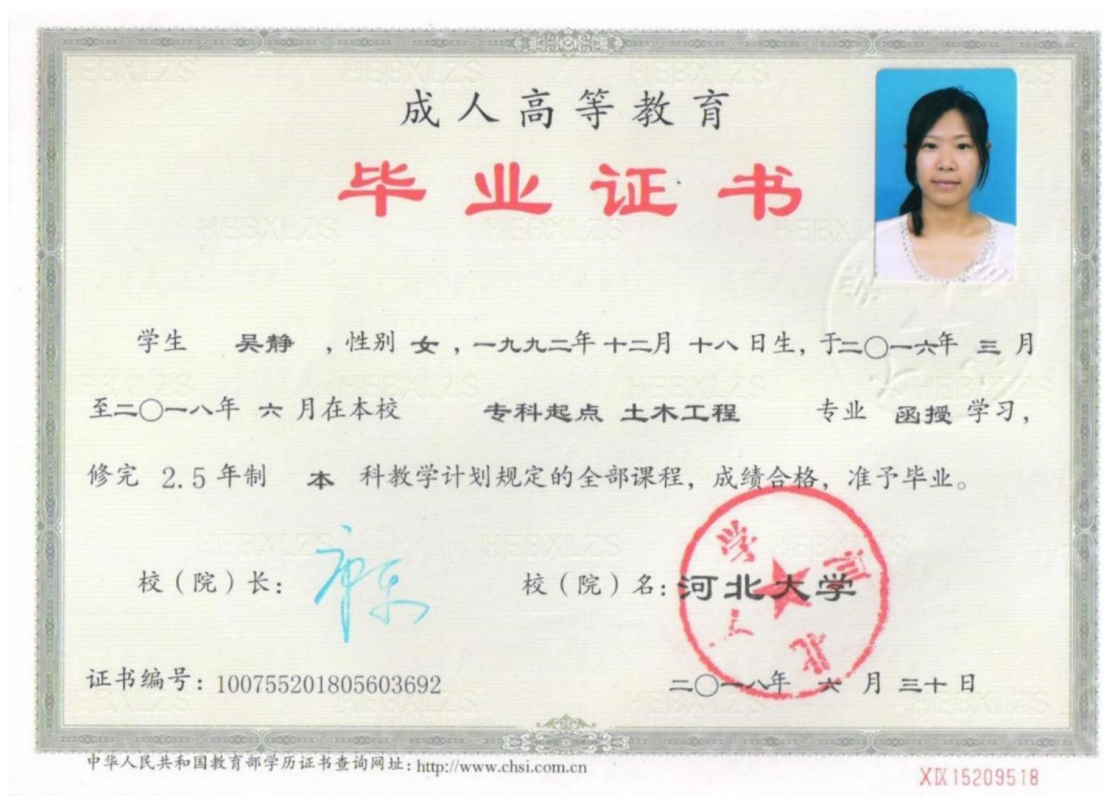 成人高等教育
毕业证书
学生 吴静 ，性别 女，一九九二年 十二月 十八 日生，于二〇一六年 三 月
至二〇一八年 六 月在本校 专科起点 土木工程 专业 函授 学习，
修完 2.5 年制 本 科教学计划规定的全部课程，成绩合格，准予毕业。
校（院）长： 校（院）名：河北大学
河北大学
证书编号：100755201805603692 二〇一八年 六 月 三十 日
中华人民共和国教育部学历证书查询网址：http://www.chsi.com.cn
HEBXLZS